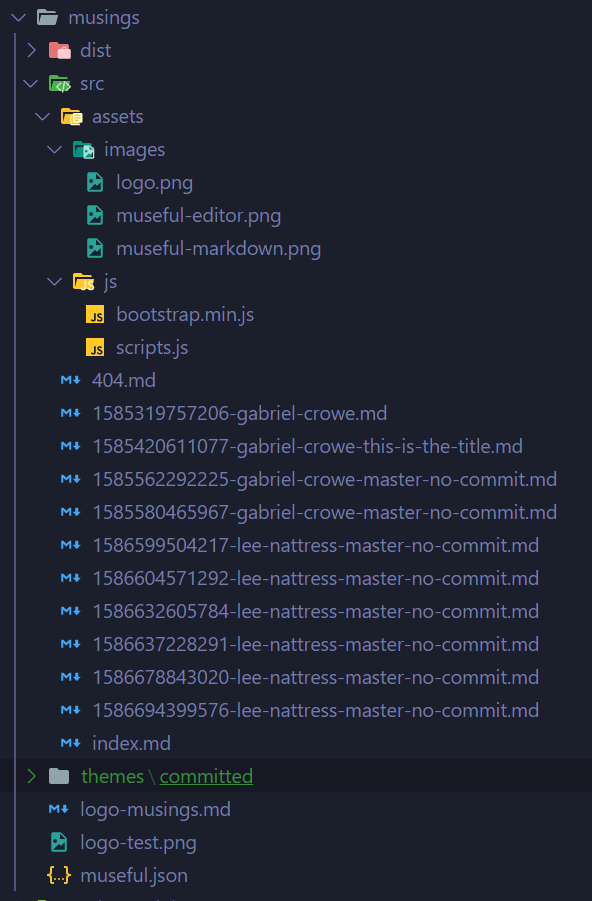 musings
dist
src
assets
images
logo.png
museful-editor.png
museful-markdown.png
js
bootstrap.min.js
scripts.js
404.md
1585319757206-gabriel-crowe.md
1585420611077-gabriel-crowe-this-is-the-title.md
1585562292225-gabriel-crowe-master-no-commit.md
1585580465967-gabriel-crowe-master-no-commit.md
1586599504217-lee-nattress-master-no-commit.md
1586604571292-lee-nattress-master-no-commit.md
1586632605784-lee-nattress-master-no-commit.md
1586637228291-lee-nattress-master-no-commit.md
1586678843020-lee-nattress-master-no-commit.md
1586694399576-lee-nattress-master-no-commit.md
index.md
themes\committed
logo-musings.md
logo-test.png
museful.json